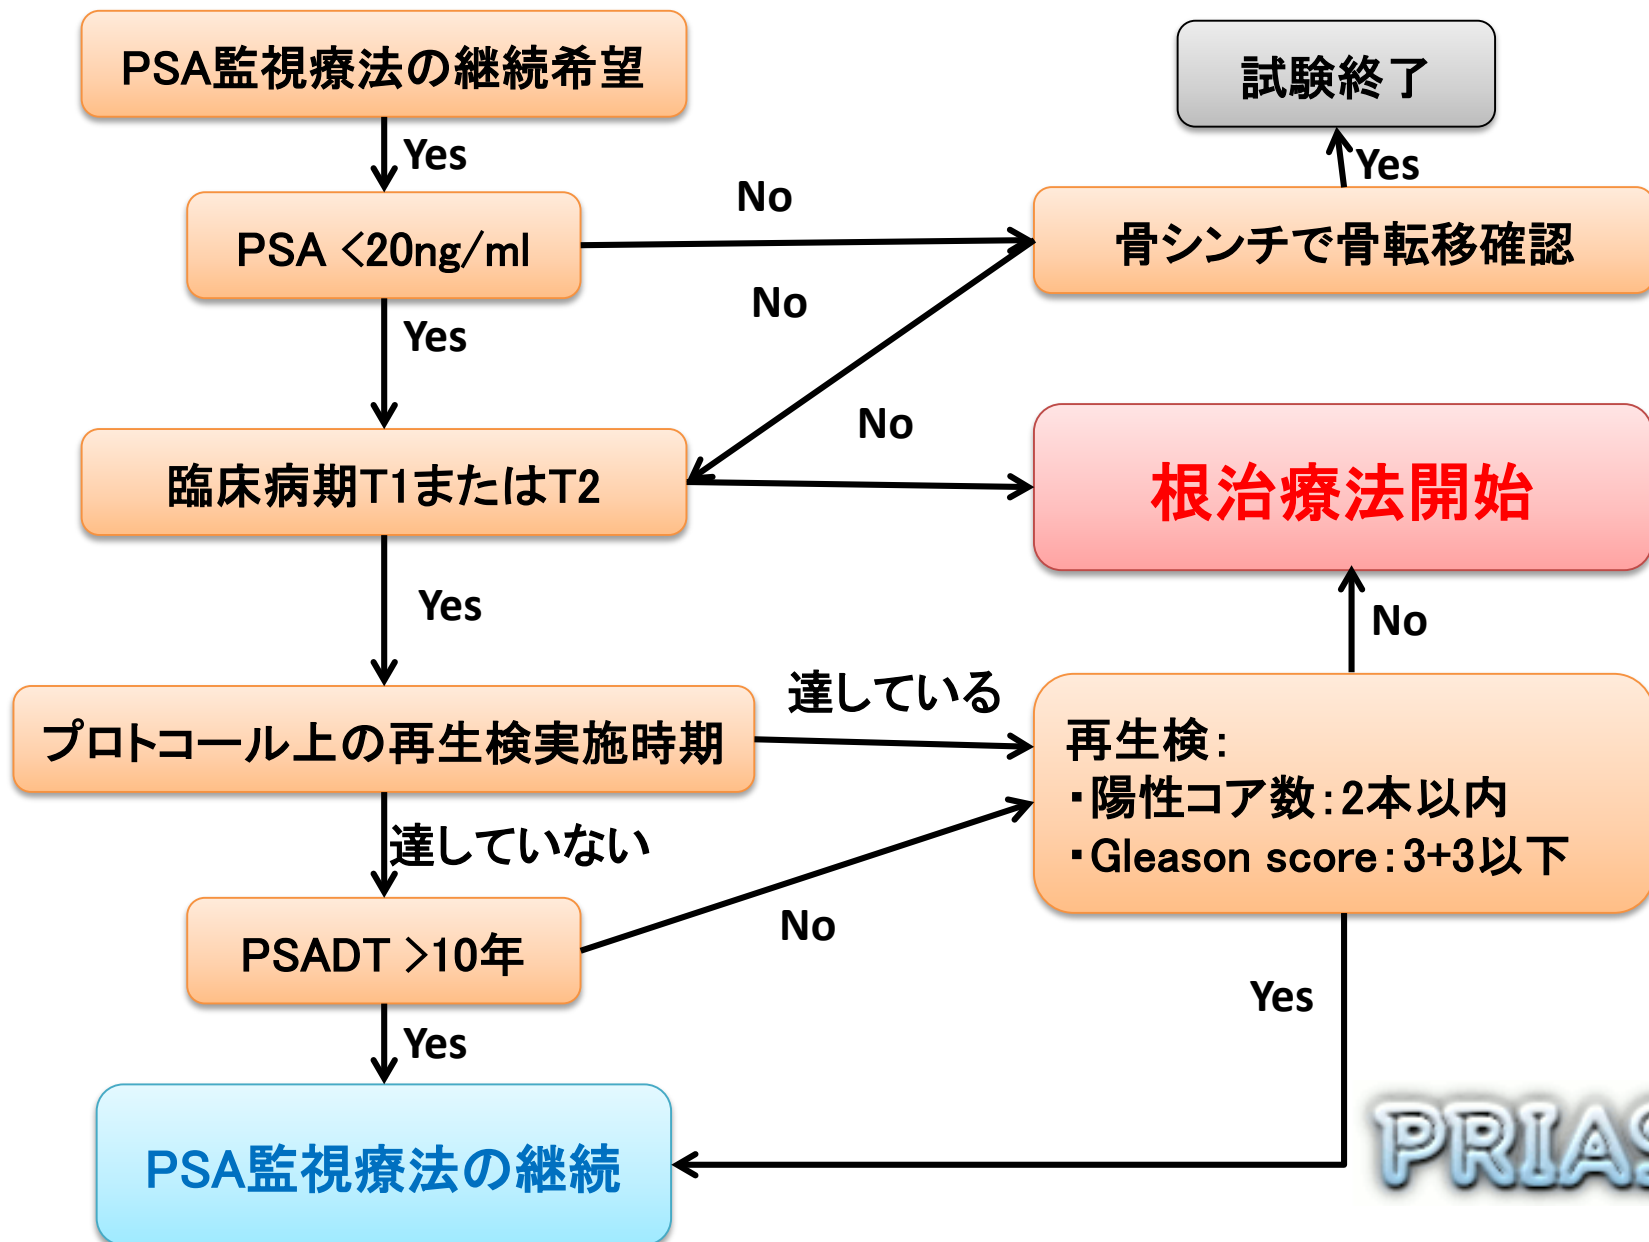 PSA監視療法の継続希望
試験終了
Yes
Yes
No
PSA <20ng/ml
骨シンチで骨転移確認
No
Yes
No
臨床病期T1またはT2
根治療法開始
Yes
No
達している
プロトコール上の再生検実施時期
再生検:
・陽性コア数:2本以内
・Gleason score:3+3以下
達していない
No
PSADT >10年
Yes
Yes
PSA監視療法の継続
PRIAS